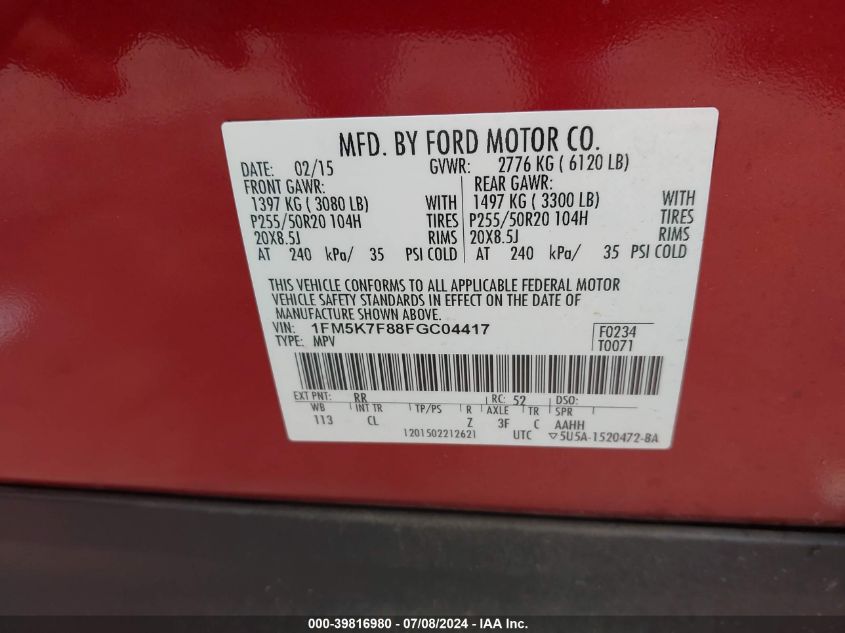 MFD. BY FORD MOTOR CO.
DATE: 02/15 GVWR: 2776 KG ( 6120 LB)
FRONT GAWR: REAR GAWR:
1397 KG ( 3080 LB) WITH 1497 KG ( 3300 LB) WITH
P255/50R20 104H TIRES P255/50R20 104H TIRES
20X8.5J RIMS 20X8.5J RIMS
AT 240 kPa/ 35 PSI COLD AT 240 kPa/ 35 PSI COLD
THIS VEHICLE CONFORMS TO ALL APPLICABLE FEDERAL MOTOR
VEHICLE SAFETY STANDARDS IN EFFECT ON THE DATE OF
MANUFACTURE SHOWN ABOVE.
VIN: 1FM5K7F88FGC04417 F0234
TYPE: MPV T0071
EXT PNT: RR RC: 52 DSO:
WB INT TR TP/PS R AXLE TR SPR
113 CL Z 3F C AAHH
1201502212621 UTC ▽5U5A-1520472-BA
000-39816980 - 07/08/2024 - IAA Inc.